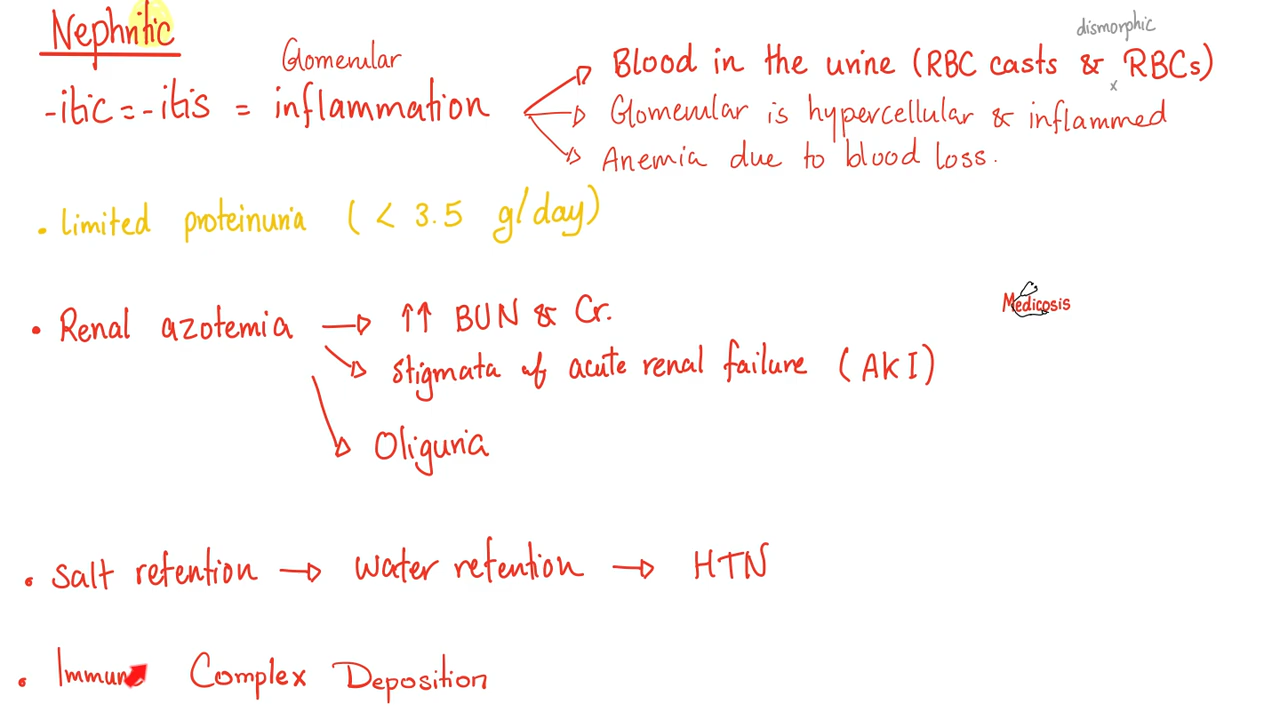 Nephritic
dismorphic
Glomerular
-itic = -itis = inflammation
Blood in the urine (RBC casts & RBCs)
x
Glomerular is hypercellular & inflammed
Anemia due to blood loss.
• Limited proteinuria ( < 3.5 g/day)
Medicosis
• Renal azotemia → ↑↑ BUN & Cr.
stigmata of acute renal failure (AKI)
Oliguria
• Salt retention → water retention → HTN
• Immune Complex Deposition